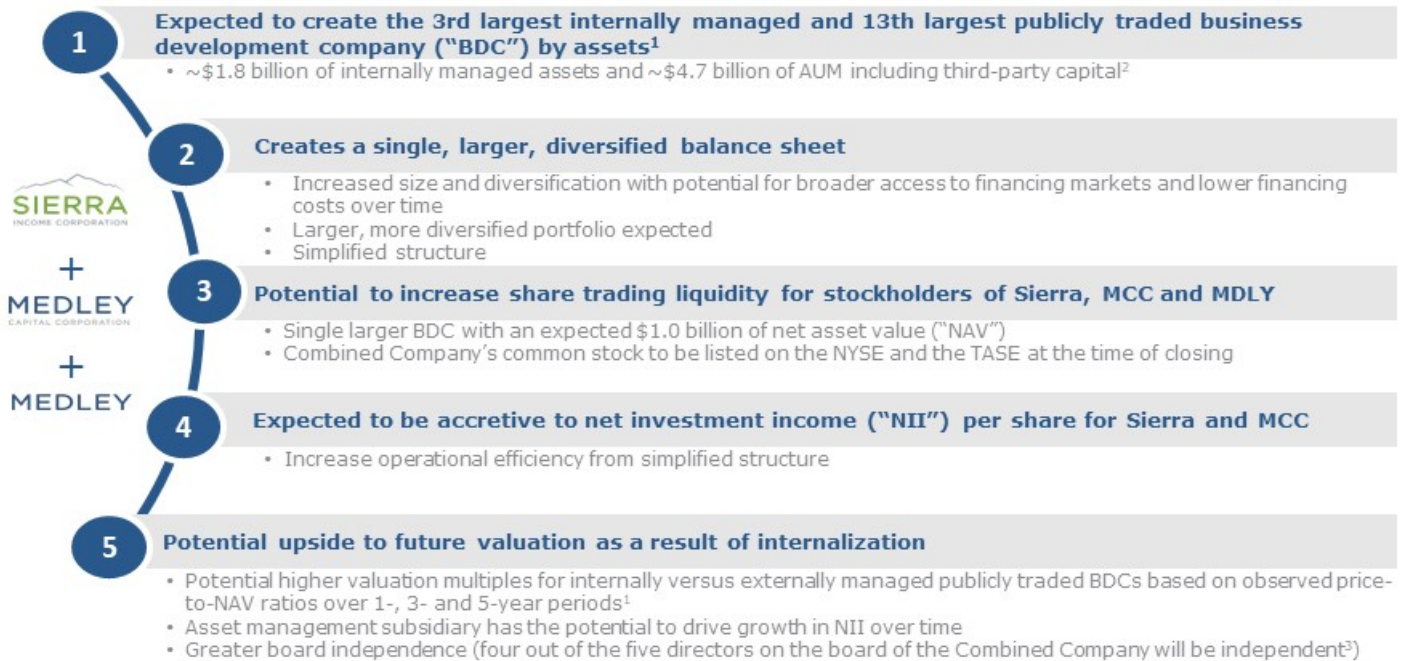 1
Expected to create the 3rd largest internally managed and 13th largest publicly traded business
development company (“BDC”) by assets¹
• ~$1.8 billion of internally managed assets and ~$4.7 billion of AUM including third-party capital²
2
Creates a single, larger, diversified balance sheet
• Increased size and diversification with potential for broader access to financing markets and lower financing
costs over time
• Larger, more diversified portfolio expected
• Simplified structure
SIERRA
INCOME CORPORATION
+
MEDLEY
CAPITAL CORPORATION
+
MEDLEY
3
Potential to increase share trading liquidity for stockholders of Sierra, MCC and MDLY
• Single larger BDC with an expected $1.0 billion of net asset value (“NAV”)
• Combined Company’s common stock to be listed on the NYSE and the TASE at the time of closing
4
Expected to be accretive to net investment income (“NII”) per share for Sierra and MCC
• Increase operational efficiency from simplified structure
5
Potential upside to future valuation as a result of internalization
• Potential higher valuation multiples for internally versus externally managed publicly traded BDCs based on observed price-
to-NAV ratios over 1-, 3- and 5-year periods¹
• Asset management subsidiary has the potential to drive growth in NII over time
• Greater board independence (four out of the five directors on the board of the Combined Company will be independent³)